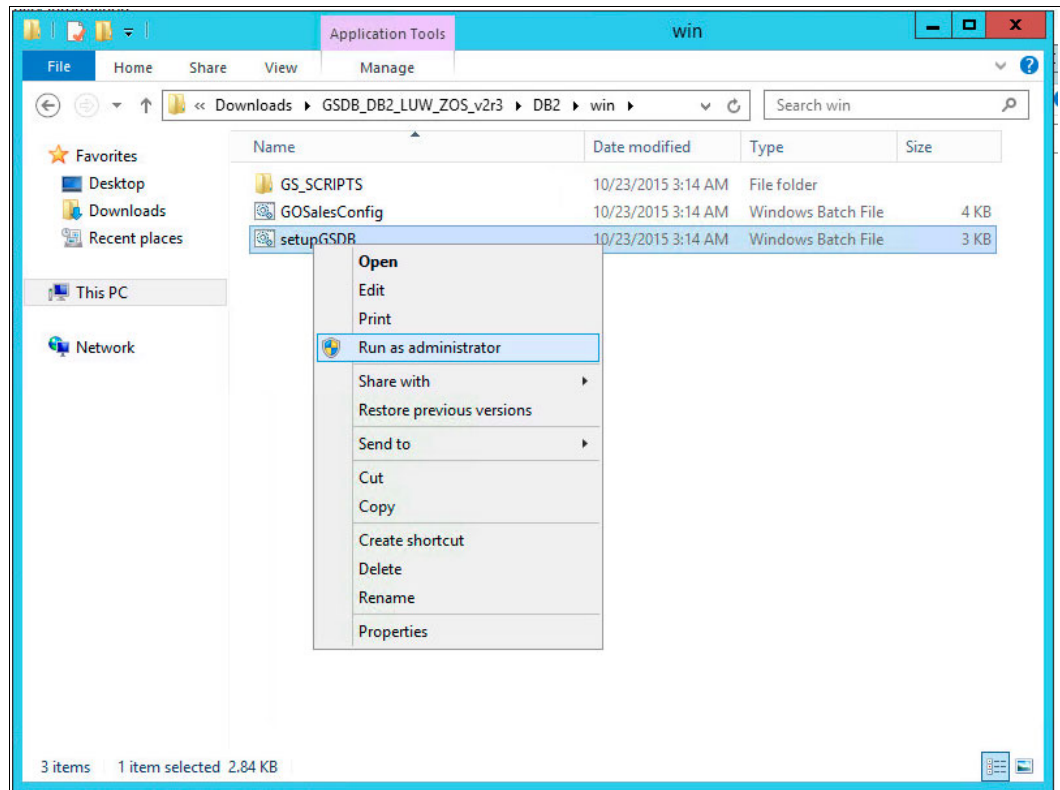 Application Tools
win
File Home Share View Manage
« Downloads GSDB_DB2_LUW_ZOS_v2r3 DB2 win Search win
Name Date modified Type Size
Favorites
Desktop
Downloads
Recent places
This PC
Network
GS_SCRIPTS 10/23/2015 3:14 AM File folder
GOSalesConfig 10/23/2015 3:14 AM Windows Batch File 4 KB
setupGSDB 10/23/2015 3:14 AM Windows Batch File 3 KB
Open
Edit
Print
Run as administrator
Share with
Restore previous versions
Send to
Cut
Copy
Create shortcut
Delete
Rename
Properties
3 items 1 item selected 2.84 KB